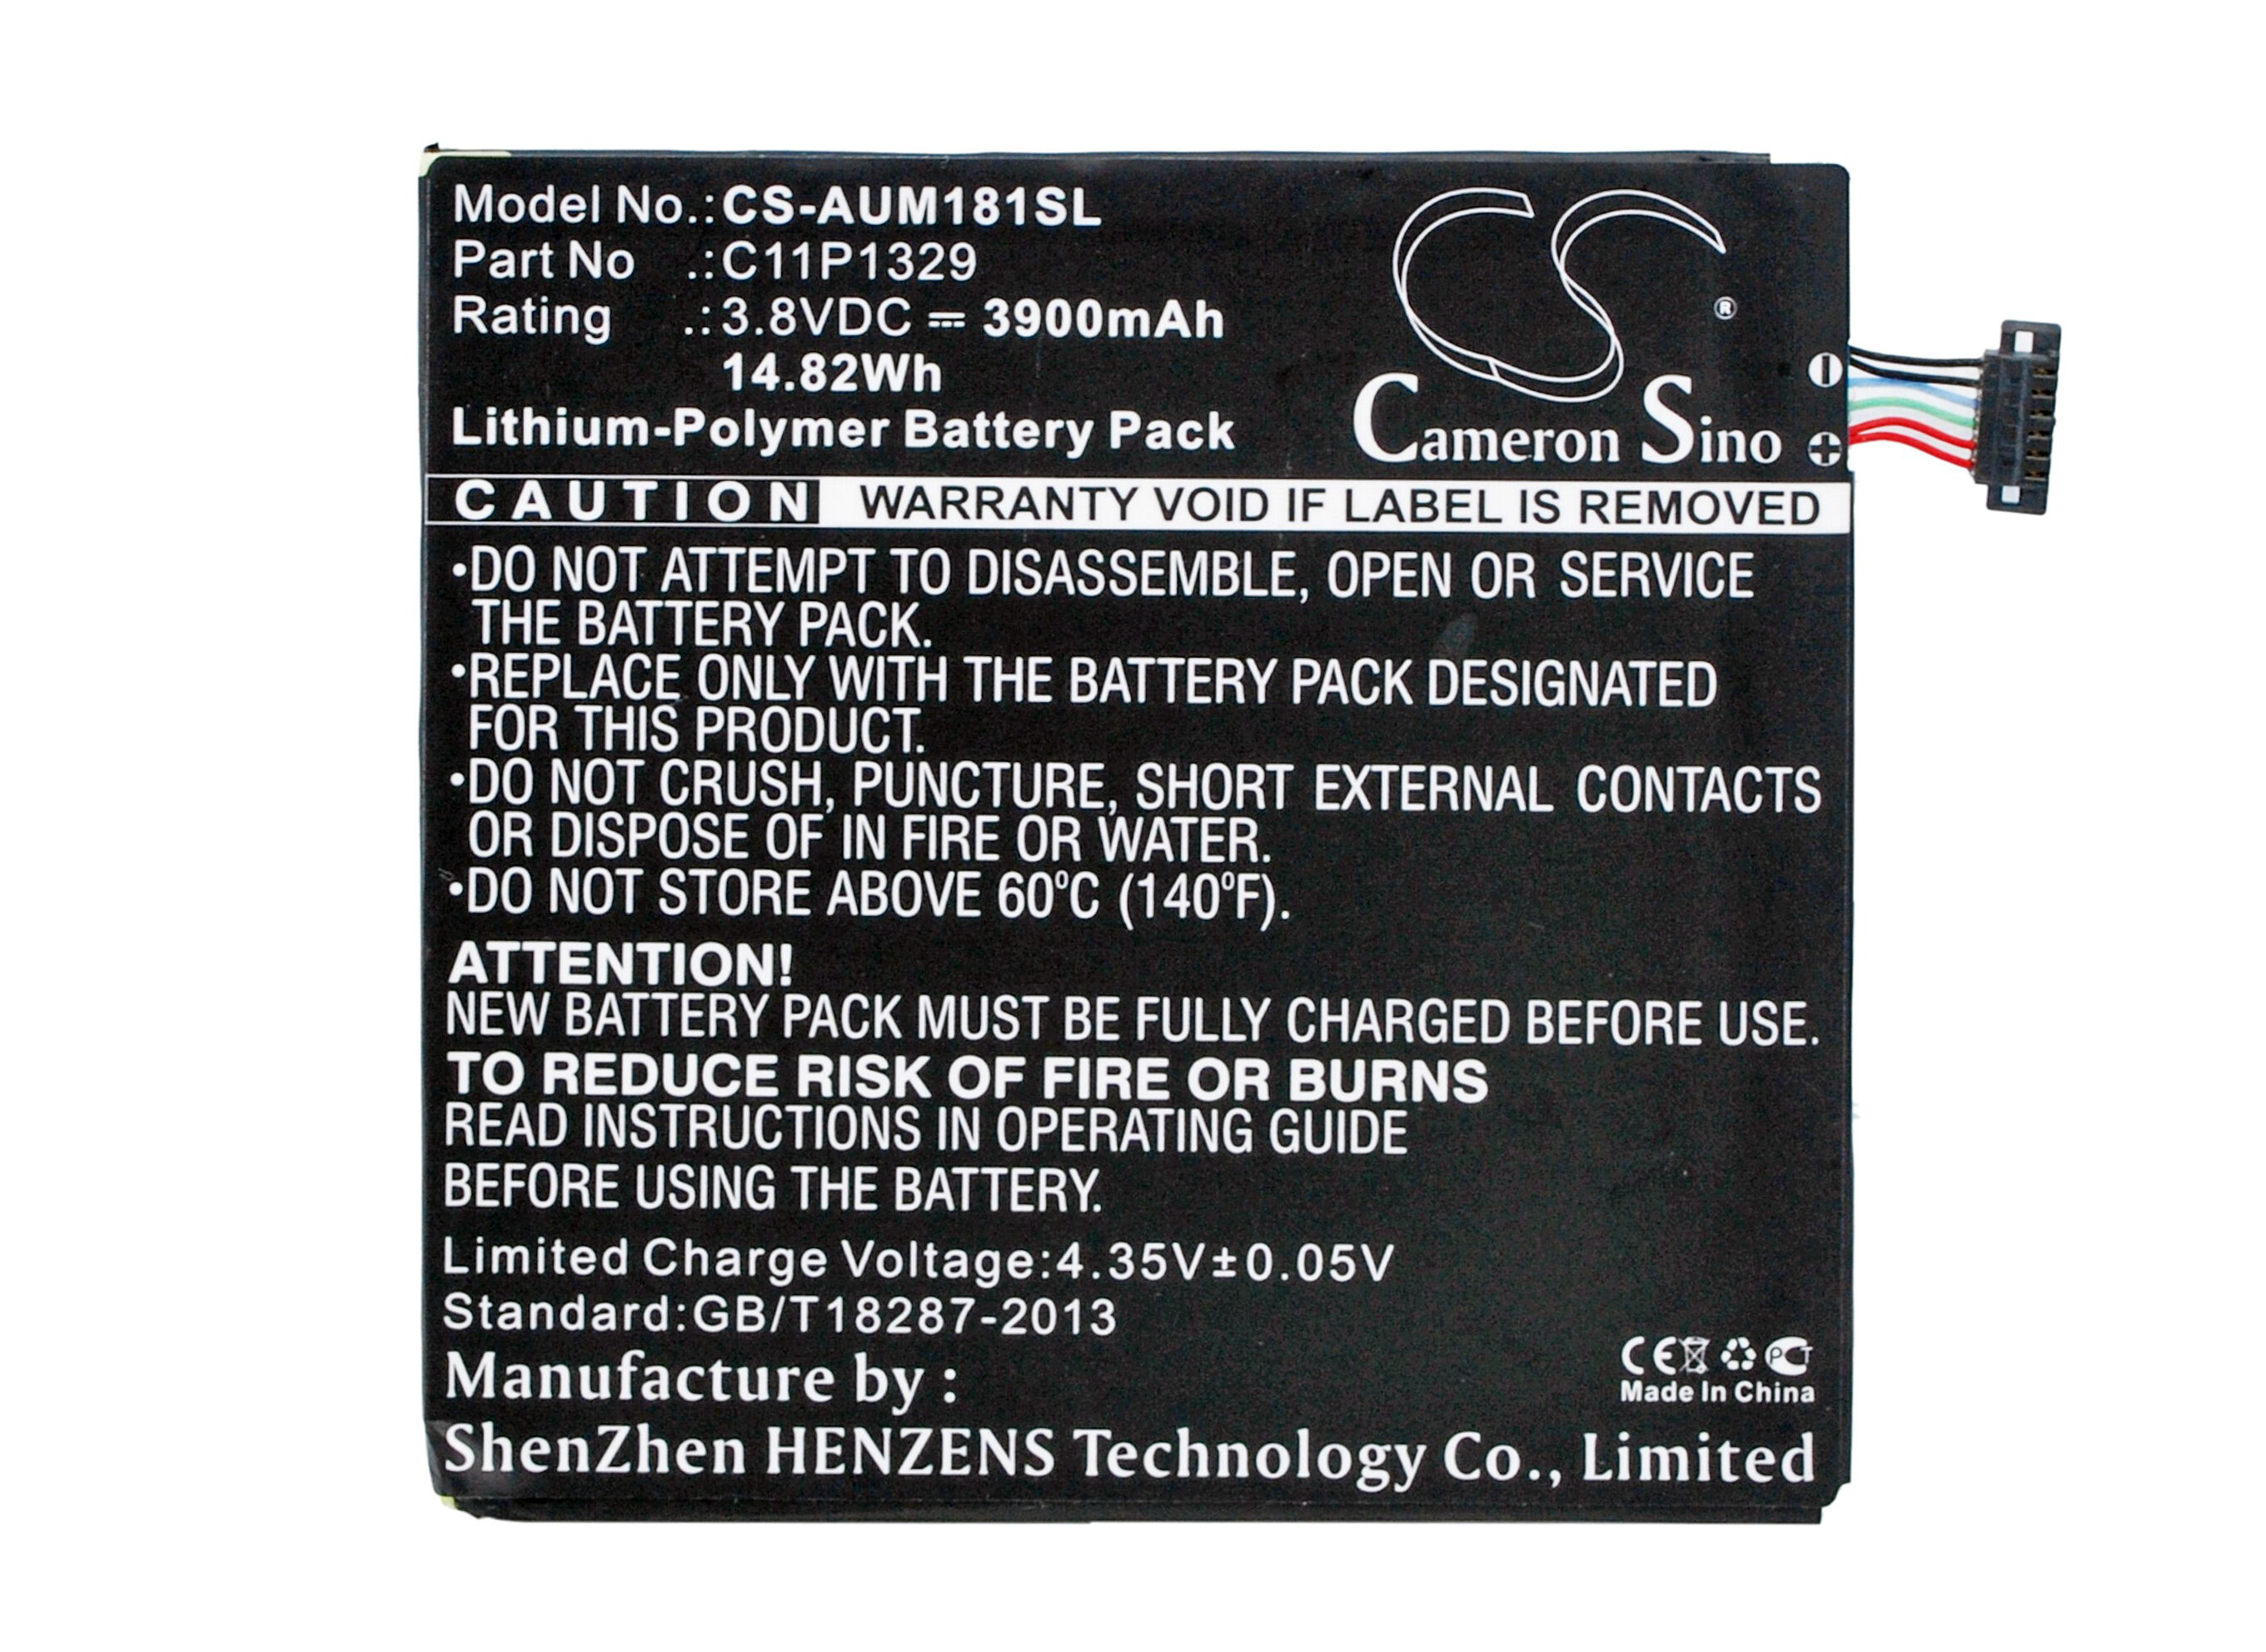 Model No.:CS-AUM181SL
Part No .:C11P1329
Rating .:3.8VDC ⎓ 3900mAh
14.82Wh
Lithium-Polymer Battery Pack
CS
®
Cameron Sino
CAUTION WARRANTY VOID IF LABEL IS REMOVED
•DO NOT ATTEMPT TO DISASSEMBLE, OPEN OR SERVICE
THE BATTERY PACK.
•REPLACE ONLY WITH THE BATTERY PACK DESIGNATED
FOR THIS PRODUCT.
•DO NOT CRUSH, PUNCTURE, SHORT EXTERNAL CONTACTS
OR DISPOSE OF IN FIRE OR WATER.
•DO NOT STORE ABOVE 60ºC (140ºF).
ATTENTION!
NEW BATTERY PACK MUST BE FULLY CHARGED BEFORE USE.
TO REDUCE RISK OF FIRE OR BURNS
READ INSTRUCTIONS IN OPERATING GUIDE
BEFORE USING THE BATTERY.
Limited Charge Voltage:4.35V±0.05V
Standard:GB/T18287-2013
CE PCT
Made In China
Manufacture by :
ShenZhen HENZENS Technology Co., Limited